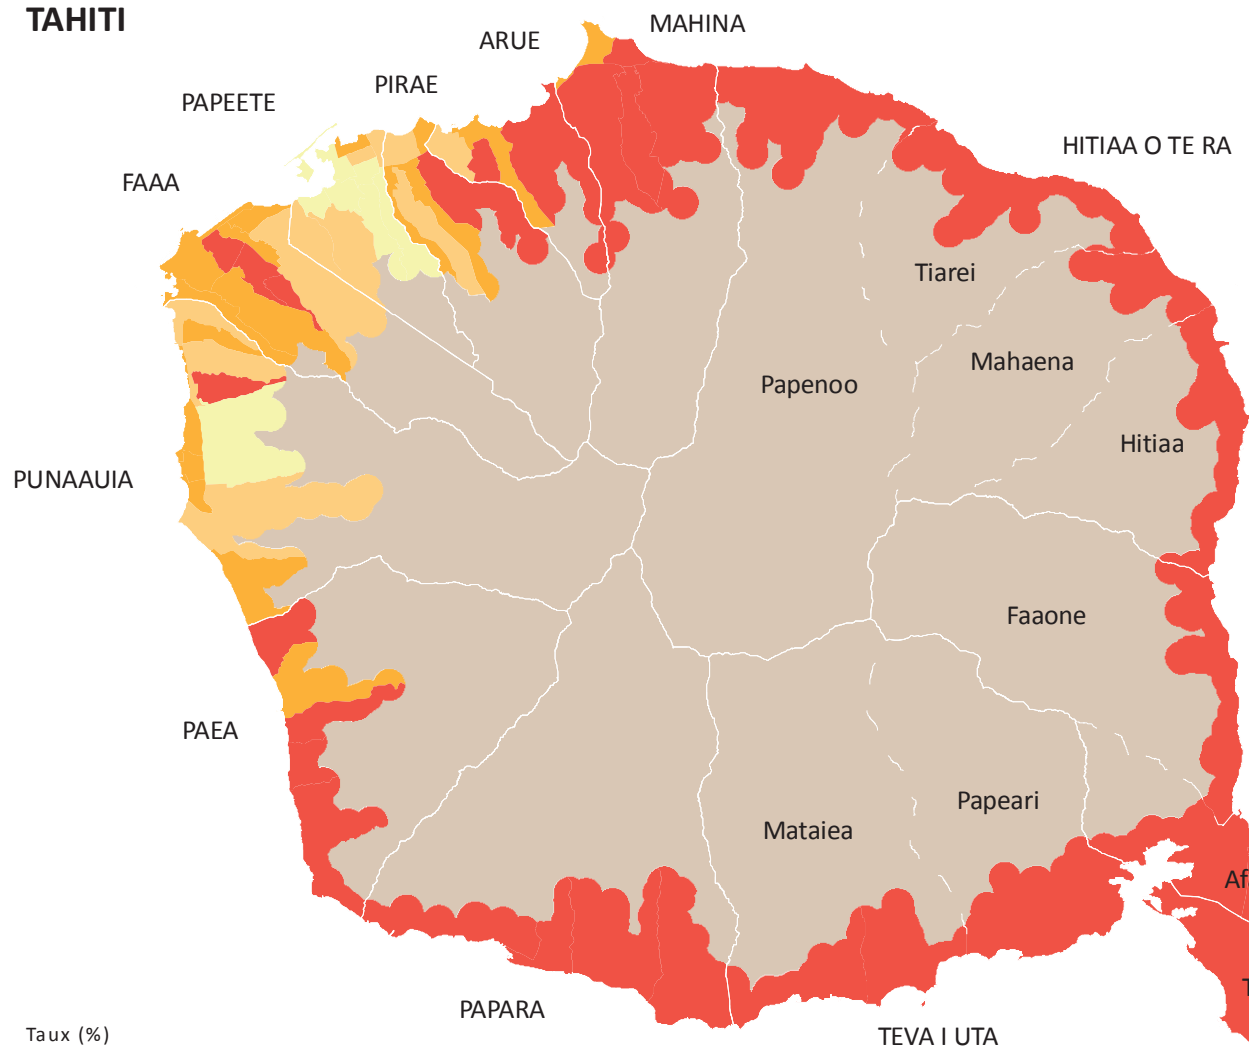 TAHITI
MAHINA
ARUE
PIRAE
PAPEETE
HITIAA O TE RA
FAAA
Tiarei
Mahaena
Papenoo
Hitiaa
PUNAAUIA
Faaone
PAEA
Papeari
Mataiea
Af
T
PAPARA
Taux (%)
TEVA I UTA